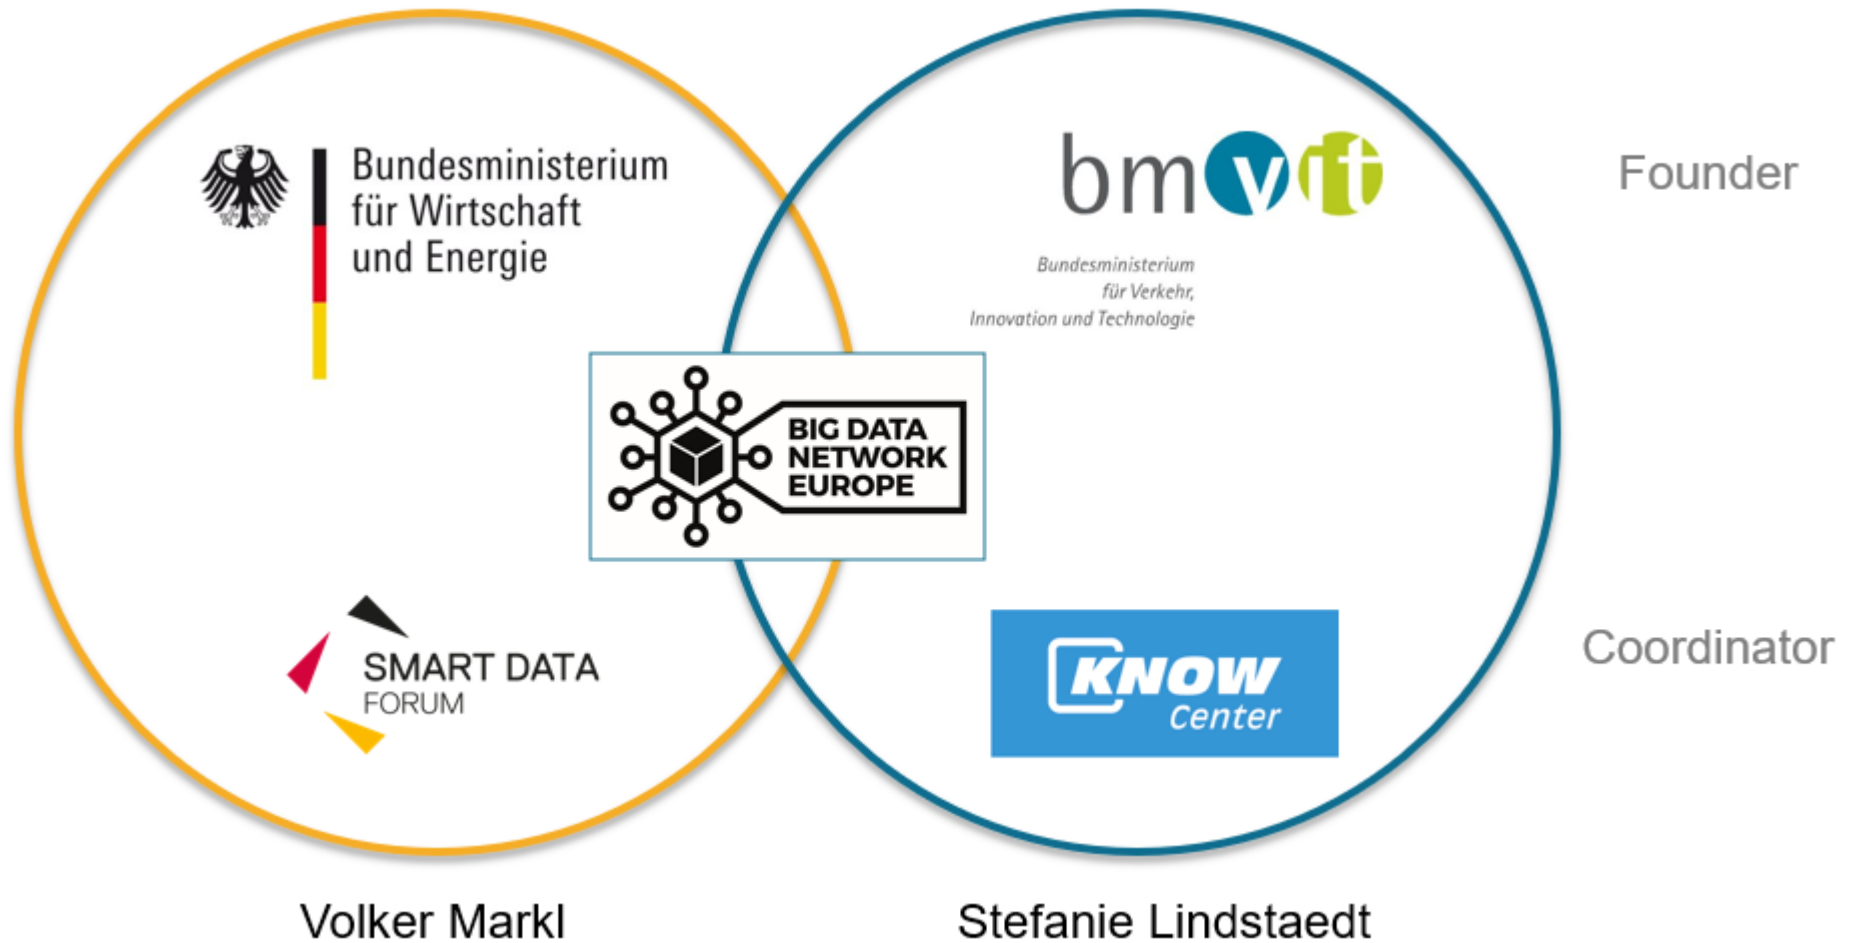 Bundesministerium
für Wirtschaft
und Energie
bmvit
Bundesministerium
für Verkehr,
Innovation und Technologie
Founder
BIG DATA
NETWORK
EUROPE
SMART DATA
FORUM
KNOW
Center
Coordinator
Volker Markl
Stefanie Lindstaedt